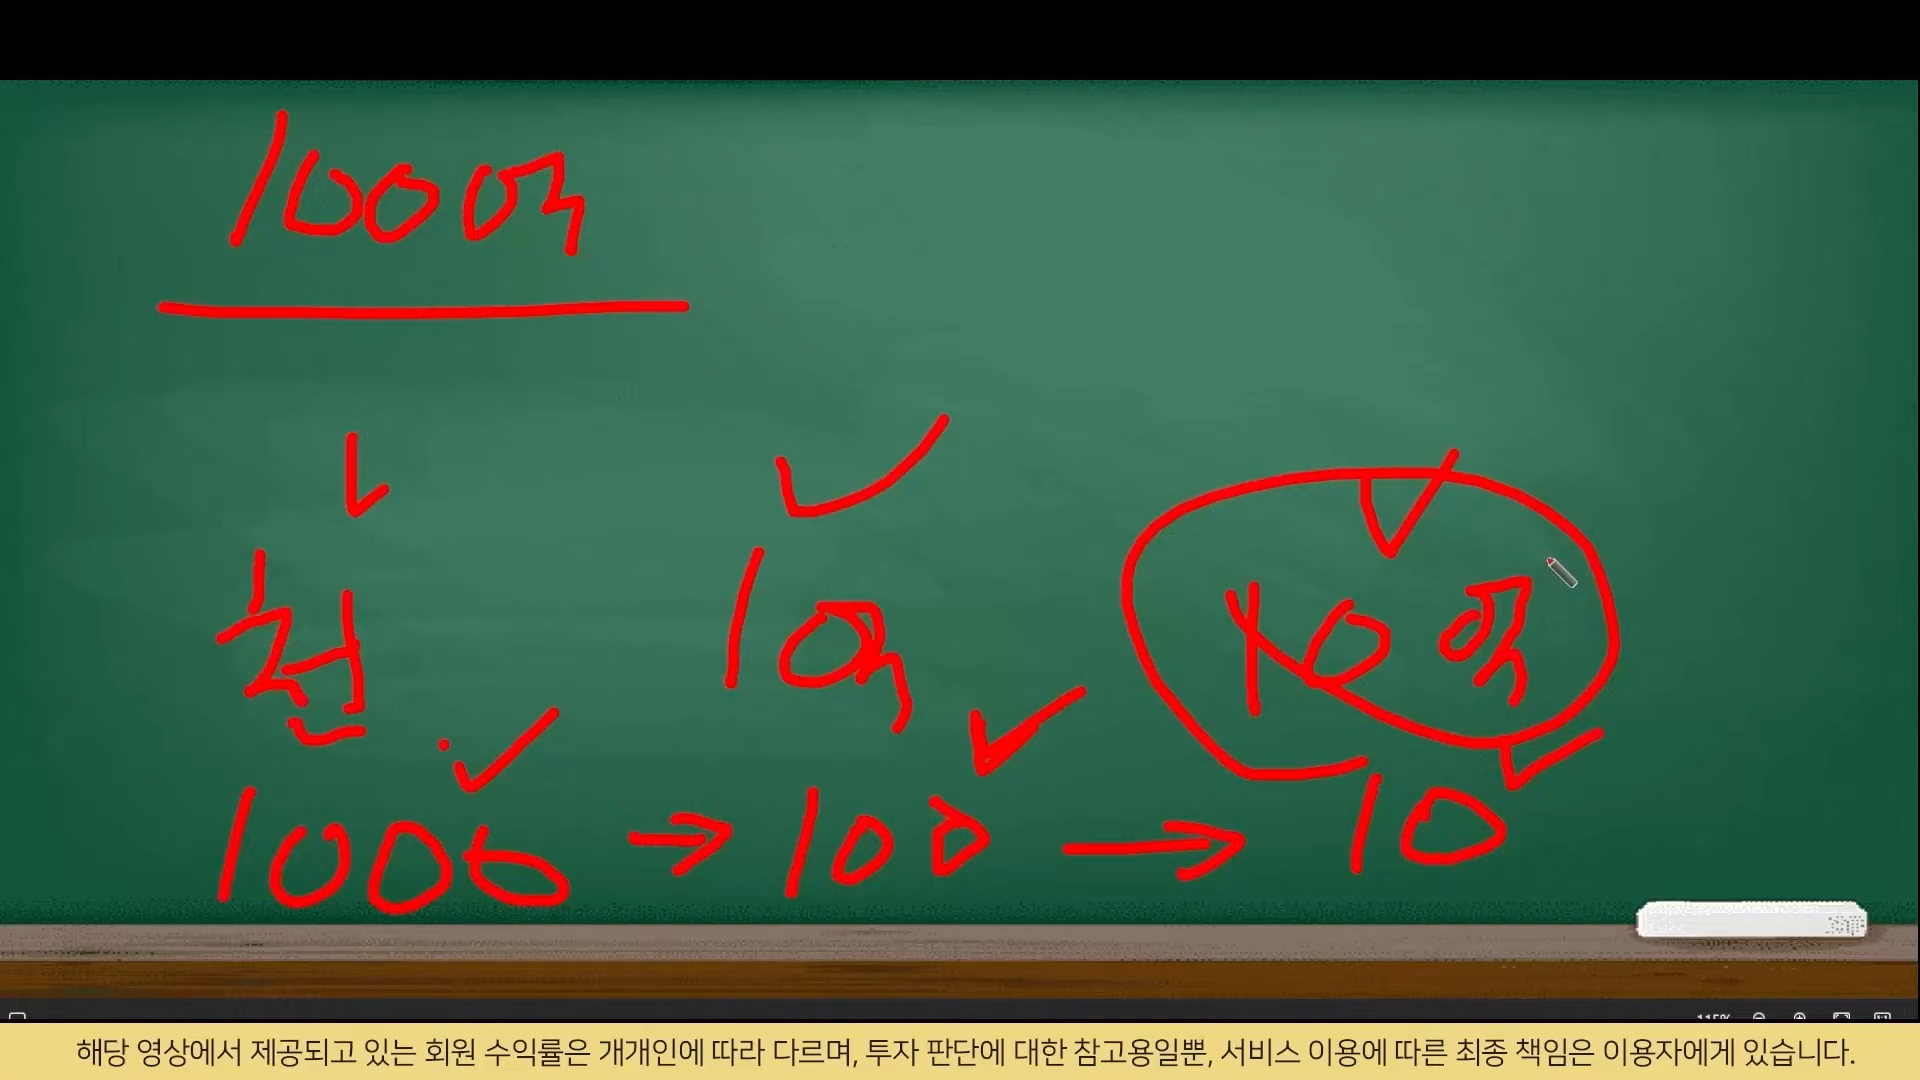 100억
천 10억 100억
1000 → 100 → 10
115%
해당 영상에서 제공되고 있는 회원 수익률은 개개인에 따라 다르며, 투자 판단에 대한 참고용일뿐, 서비스 이용에 따른 최종 책임은 이용자에게 있습니다.